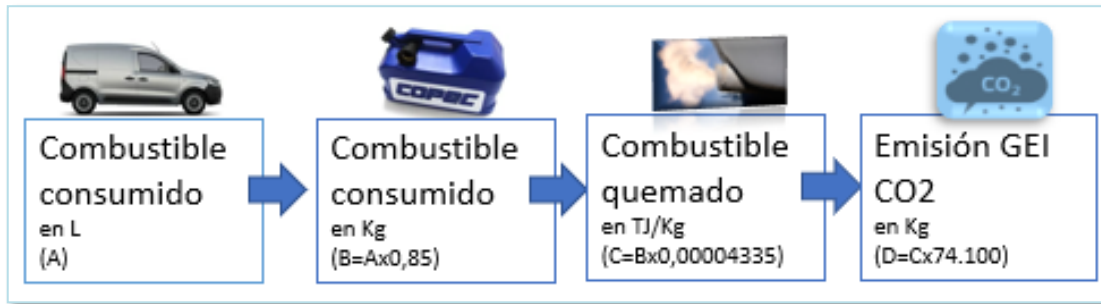 COPEC
CO₂
Combustible
consumido
en L
(A)
Combustible
consumido
en Kg
(B=Ax0,85)
Combustible
quemado
en TJ/Kg
(C=Bx0,00004335)
Emisión GEI
CO2
en Kg
(D=Cx74.100)